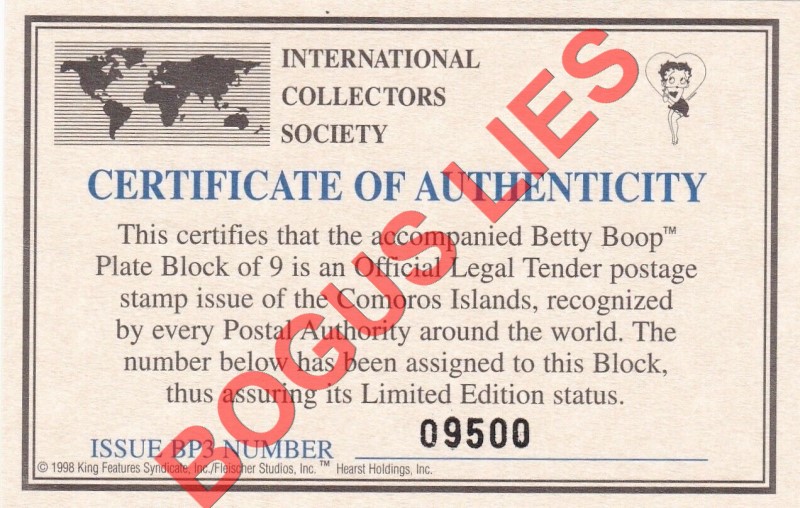 INTERNATIONAL
COLLECTORS
SOCIETY
CERTIFICATE OF AUTHENTICITY
This certifies that the accompanied Betty Boop™
Plate Block of 9 is an Official Legal Tender postage
stamp issue of the Comoros Islands, recognized
by every Postal Authority around the world. The
number below has been assigned to this Block,
thus assuring its Limited Edition status.
ISSUE BP3 NUMBER 09500
© 1998 King Features Syndicate, Inc./Fleischer Studios, Inc. ™ Hearst Holdings, Inc.
BOGUS LIES